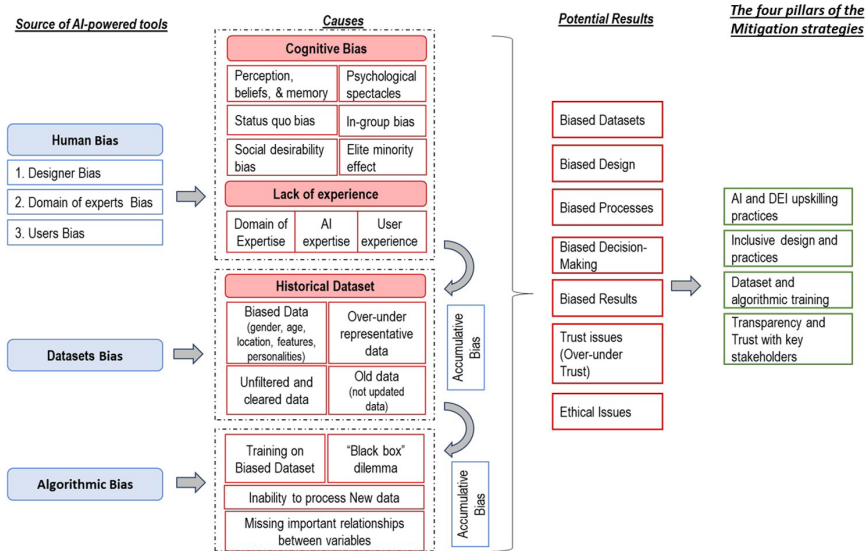 Source of AI-powered tools
Causes
Potential Results
The four pillars of the
Mitigation strategies
Human Bias
1. Designer Bias
2. Domain of experts Bias
3. Users Bias
Cognitive Bias
Perception,
beliefs, & memory
Psychological
spectacles
Status quo bias
In-group bias
Social desirability
bias
Elite minority
effect
Lack of experience
Domain of
Expertise
AI
expertise
User
experience
Datasets Bias
Historical Dataset
Biased Data
(gender, age,
location, features,
personalities)
Over-under
representative
data
Unfiltered and
cleared data
Old data
(not updated
data)
Accumulative
Bias
Algorithmic Bias
Training on
Biased Dataset
“Black box”
dilemma
Inability to process New data
Missing important relationships
between variables
Accumulative
Bias
Biased Datasets
Biased Design
Biased Processes
Biased Decision-
Making
Biased Results
Trust issues
(Over-under
Trust)
Ethical Issues
AI and DEI upskilling
practices
Inclusive design and
practices
Dataset and
algorithmic training
Transparency and
Trust with key
stakeholders